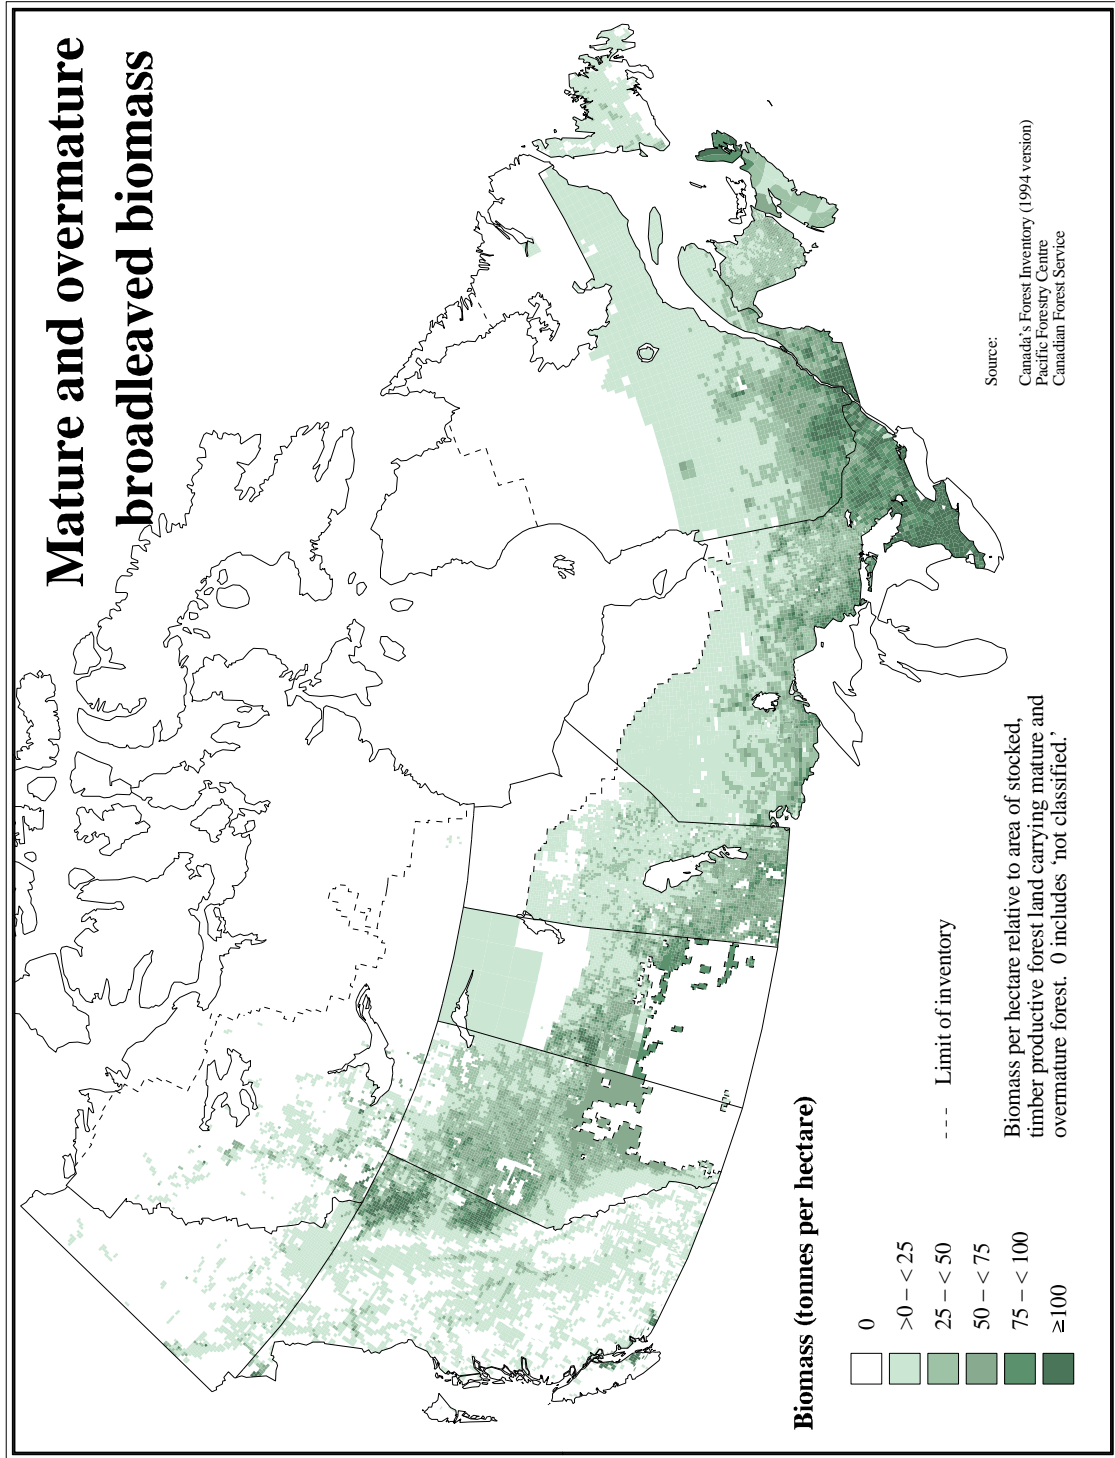 Mature and overmature
broadleaved biomass
Source:
Canada's Forest Inventory (1994 version)
Pacific Forestry Centre
Canadian Forest Service
Biomass (tonnes per hectare)
0
>0 – < 25
25 – < 50
50 – < 75
75 – < 100
≥100
--- Limit of inventory
Biomass per hectare relative to area of stocked,
timber productive forest land carrying mature and
overmature forest.  0 includes ‘not classified.’